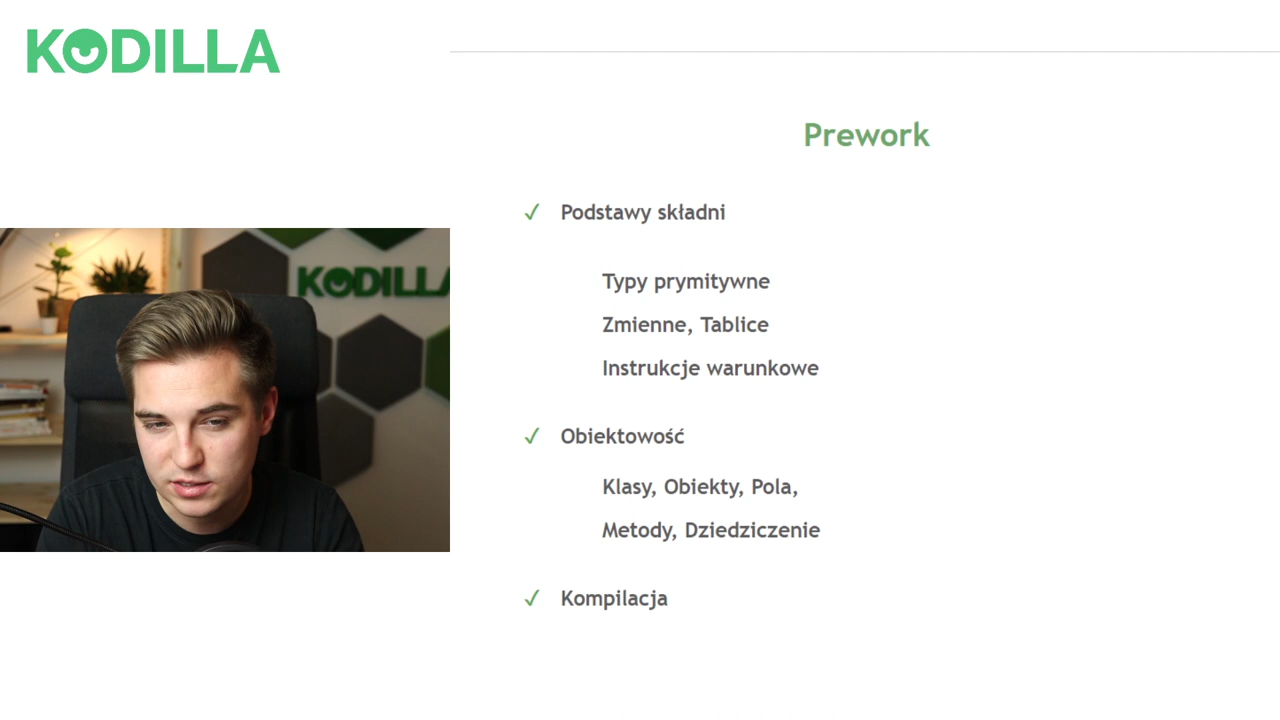 KODILLA
Prework
✓ Podstawy składni
Typy prymitywne
Zmienne, Tablice
Instrukcje warunkowe
✓ Obiektowość
Klasy, Obiekty, Pola,
Metody, Dziedziczenie
✓ Kompilacja
KODILLA